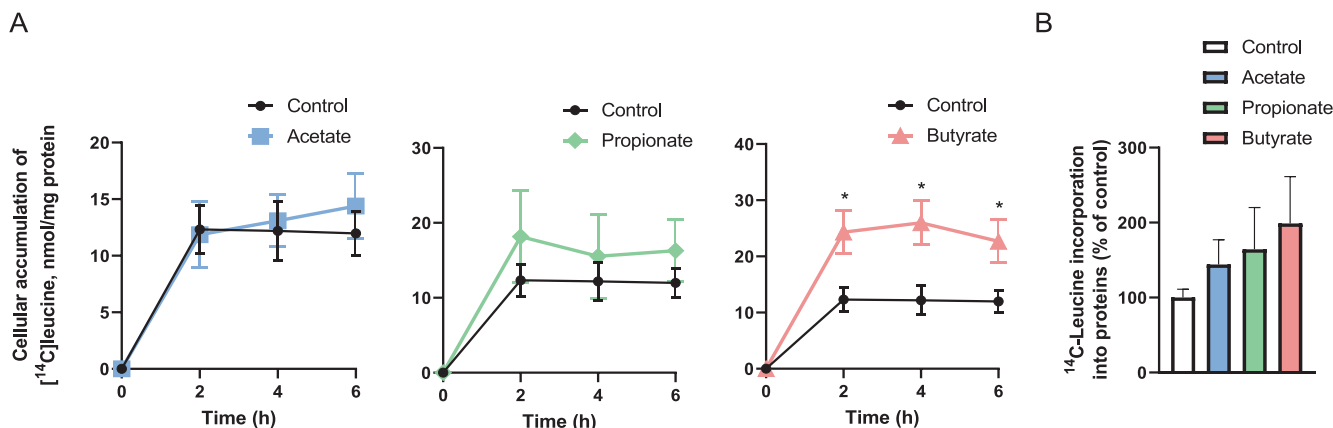 A
Cellular accumulation of
[¹⁴C]leucine, nmol/mg protein
Control
Acetate
20
15
10
5
0
0 2 4 6
Time (h)
Control
Propionate
30
20
10
0
0 2 4 6
Time (h)
Control
Butyrate
40
30
20
10
0
* * *
0 2 4 6
Time (h)
B
Control
Acetate
Propionate
Butyrate
¹⁴C-Leucine incorporation
into proteins (% of control)
300
200
150
100
0